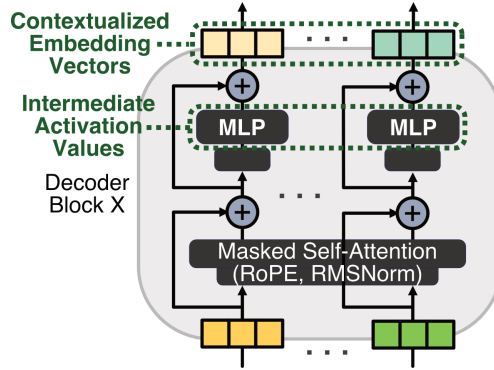 Contextualized
Embedding
Vectors
Intermediate
Activation
Values
MLP
MLP
Decoder
Block X
Masked Self-Attention
(RoPE, RMSNorm)